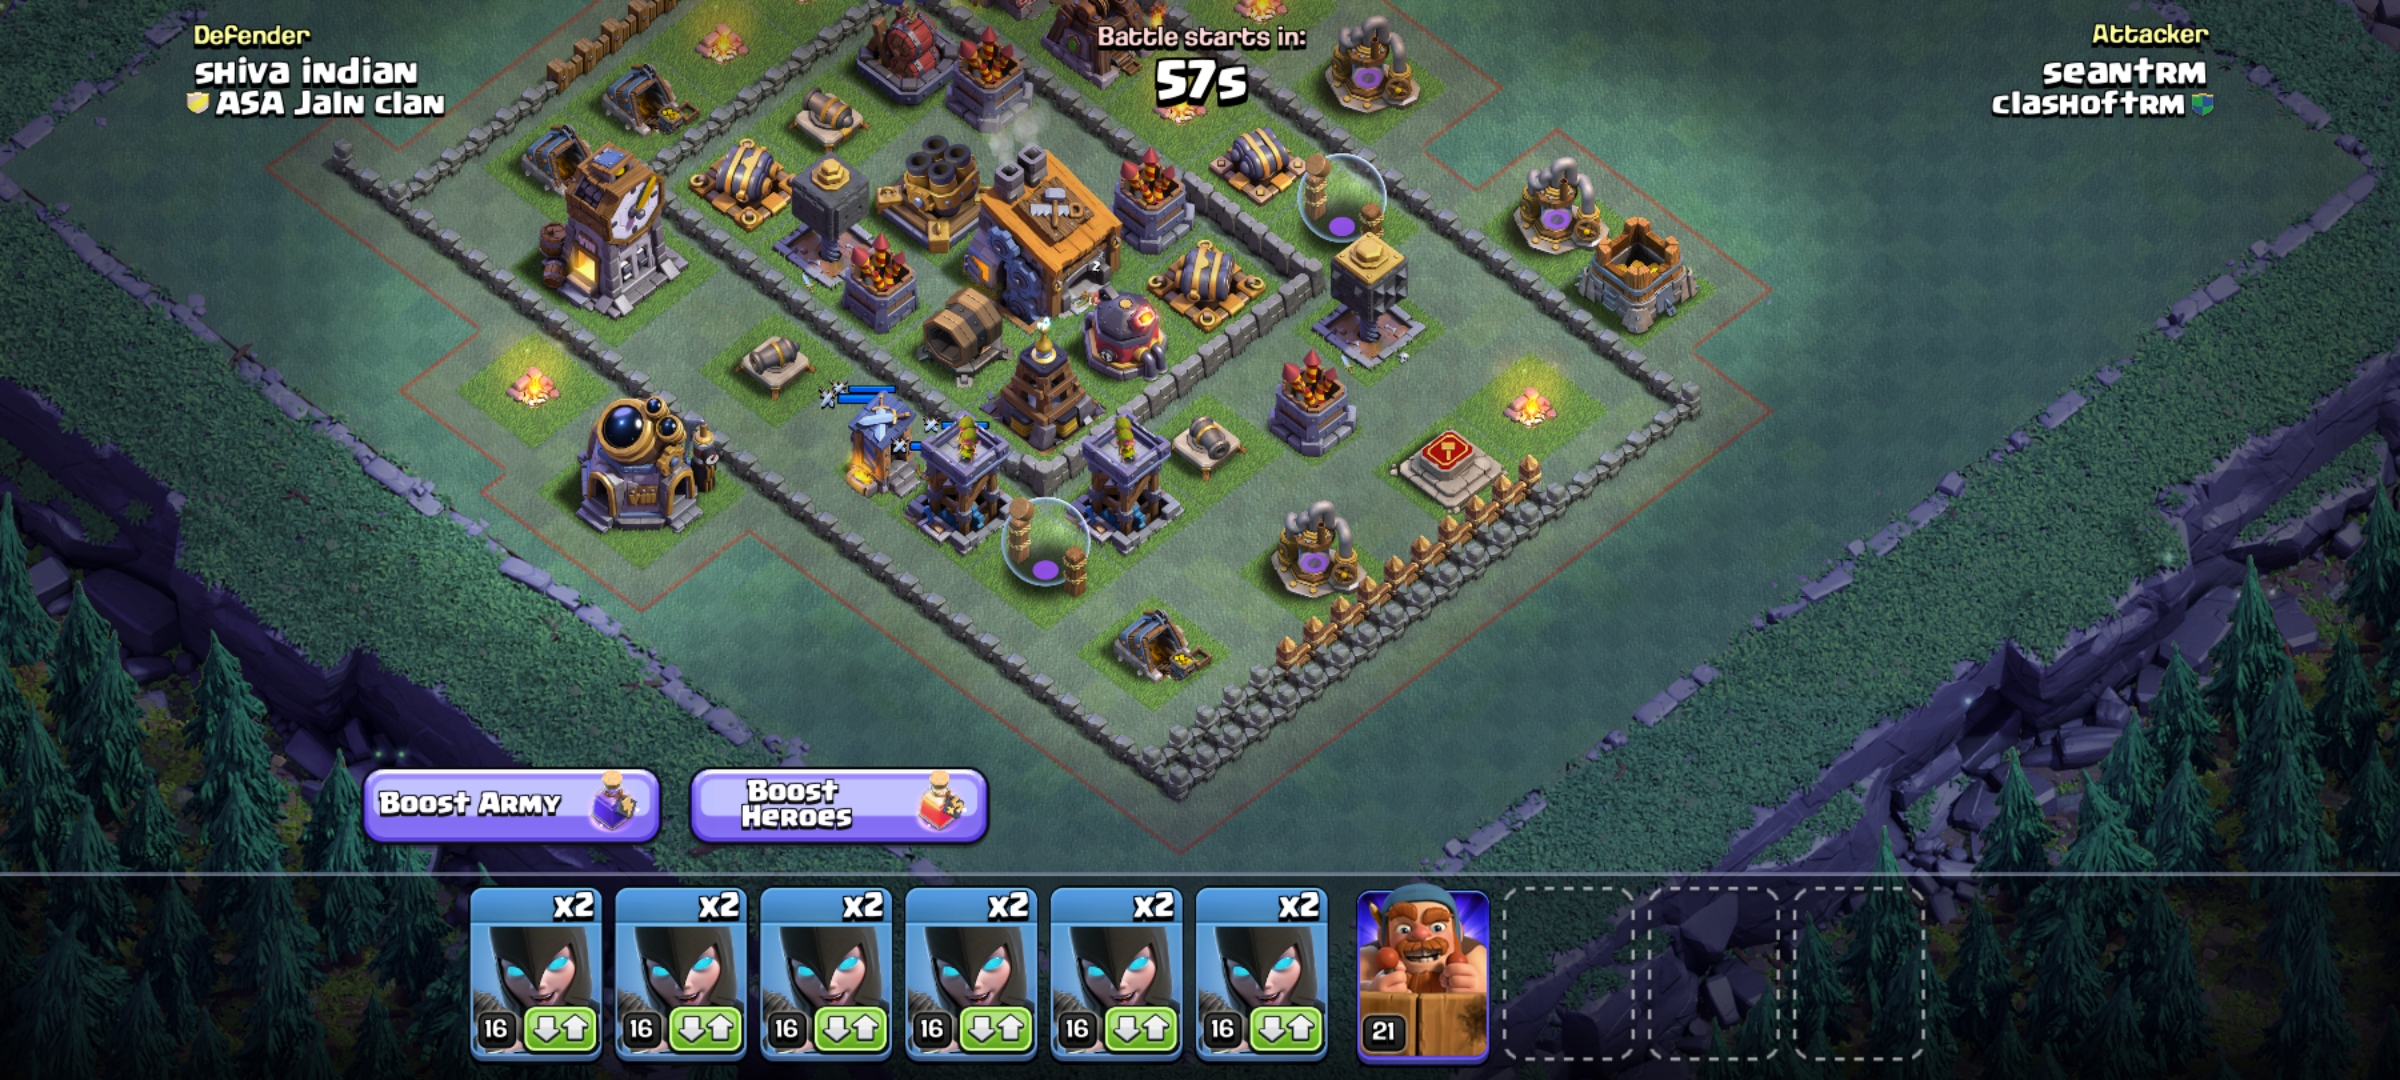 Defender
shiva indian
ASA Jain clan
Battle starts in:
57s
Attacker
seantrm
clashoftrm
Boost Army
Boost
Heroes
x2
x2
x2
x2
x2
x2
16
16
16
16
16
16
21